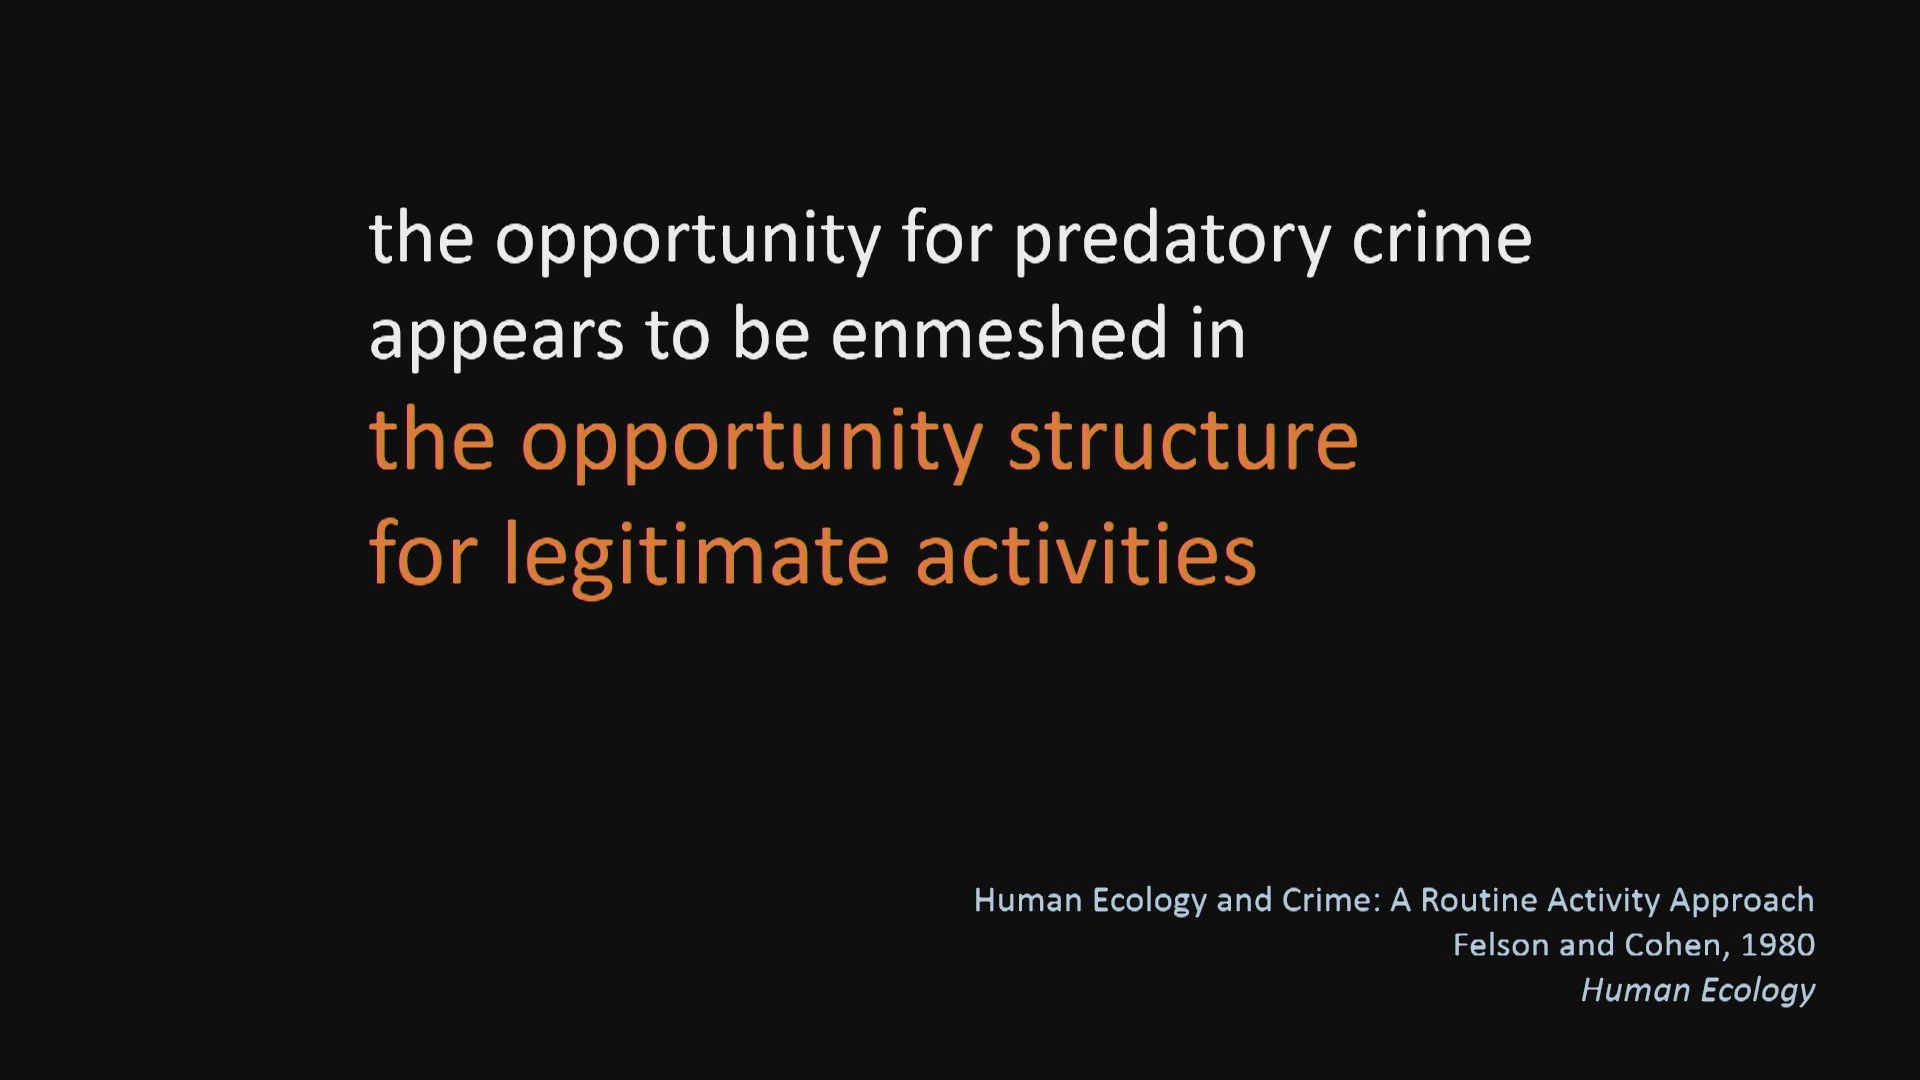 the opportunity for predatory crime
appears to be enmeshed in
the opportunity structure
for legitimate activities
Human Ecology and Crime: A Routine Activity Approach
Felson and Cohen, 1980
Human Ecology